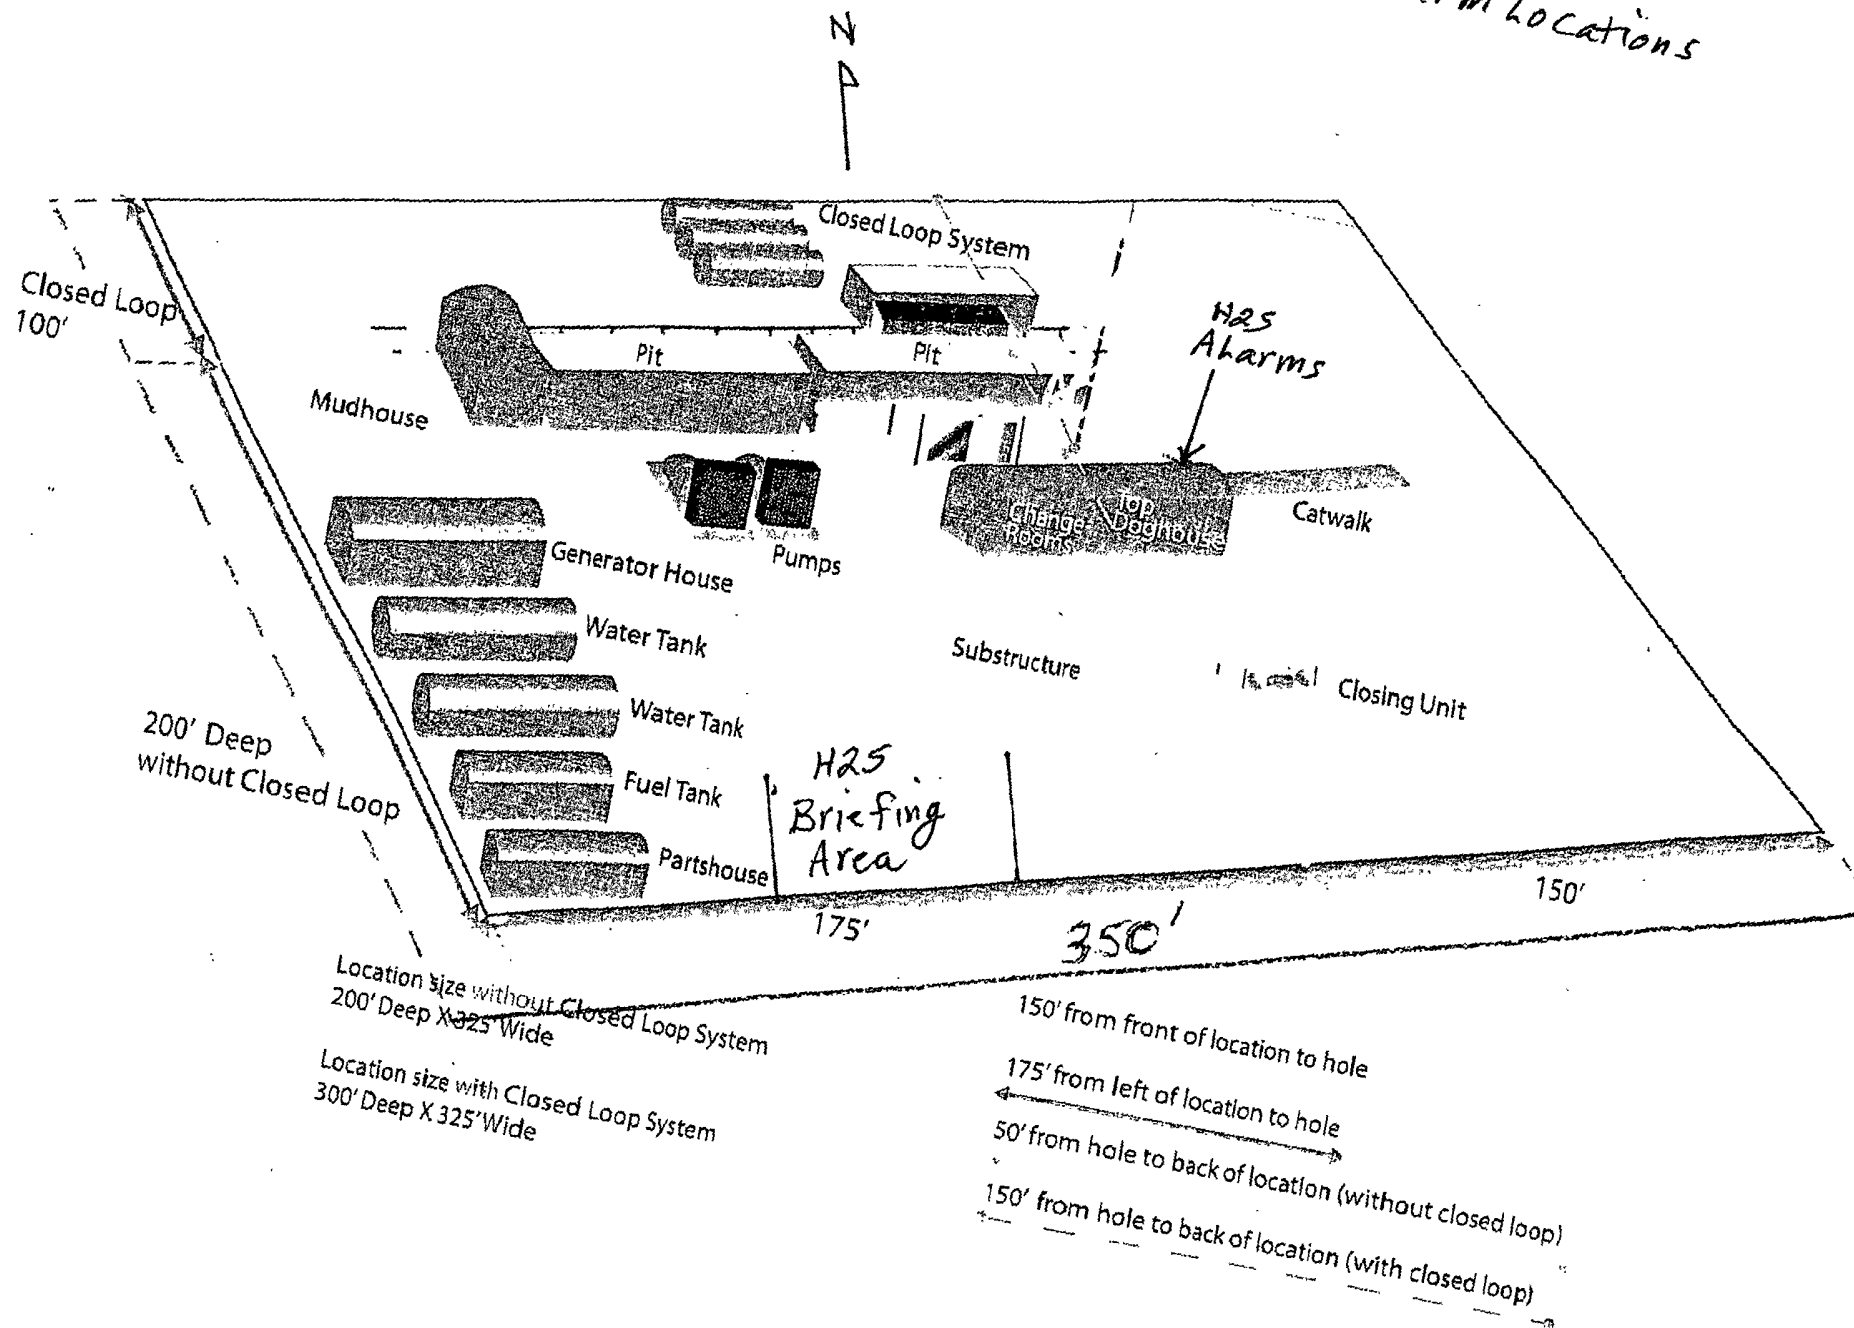 Locations
N
Closed Loop System
Closed Loop
100'
H2S
Alarms
Pit
Pit
Mudhouse
Top
Doghouse
Change
Rooms
Catwalk
Pumps
Generator House
Water Tank
Substructure
Closing Unit
Water Tank
200' Deep
without Closed Loop
H2S
Briefing
Area
Fuel Tank
Partshouse
175'
350'
150'
Location size without Closed Loop System
200' Deep X 325' Wide
Location size with Closed Loop System
300' Deep X 325' Wide
150' from front of location to hole
175' from left of location to hole
50' from hole to back of location (without closed loop)
150' from hole to back of location (with closed loop)